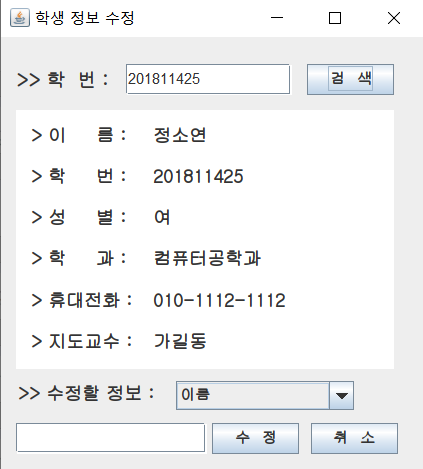 학생 정보 수정
>> 학 번 : 201811425 검 색
> 이 름 : 정소연
> 학 번 : 201811425
> 성 별 : 여
> 학 과 : 컴퓨터공학과
> 휴대전화 : 010-1112-1112
> 지도교수 : 가길동
>> 수정할 정보 : 이름
수 정 취 소